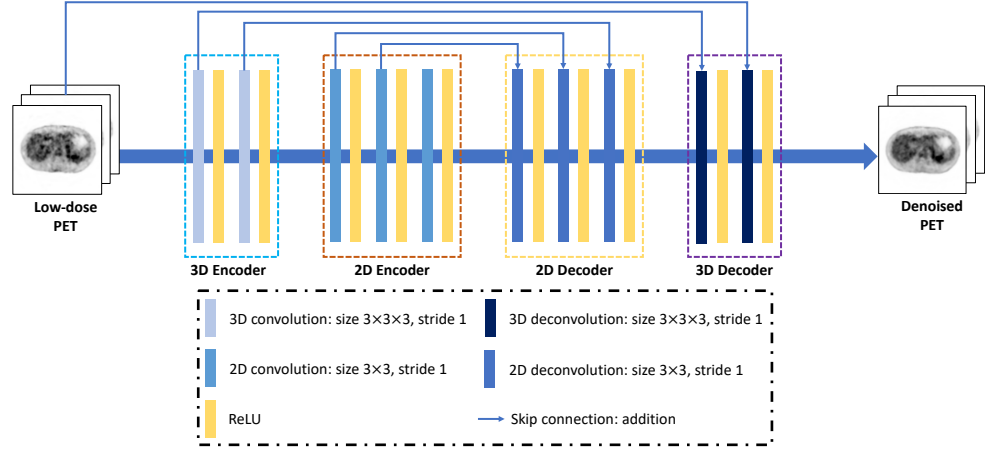 Low-dose
PET
Denoised
PET
3D Encoder
2D Encoder
2D Decoder
3D Decoder
3D convolution: size 3×3×3, stride 1
3D deconvolution: size 3×3×3, stride 1
2D convolution: size 3×3, stride 1
2D deconvolution: size 3×3, stride 1
ReLU
Skip connection: addition